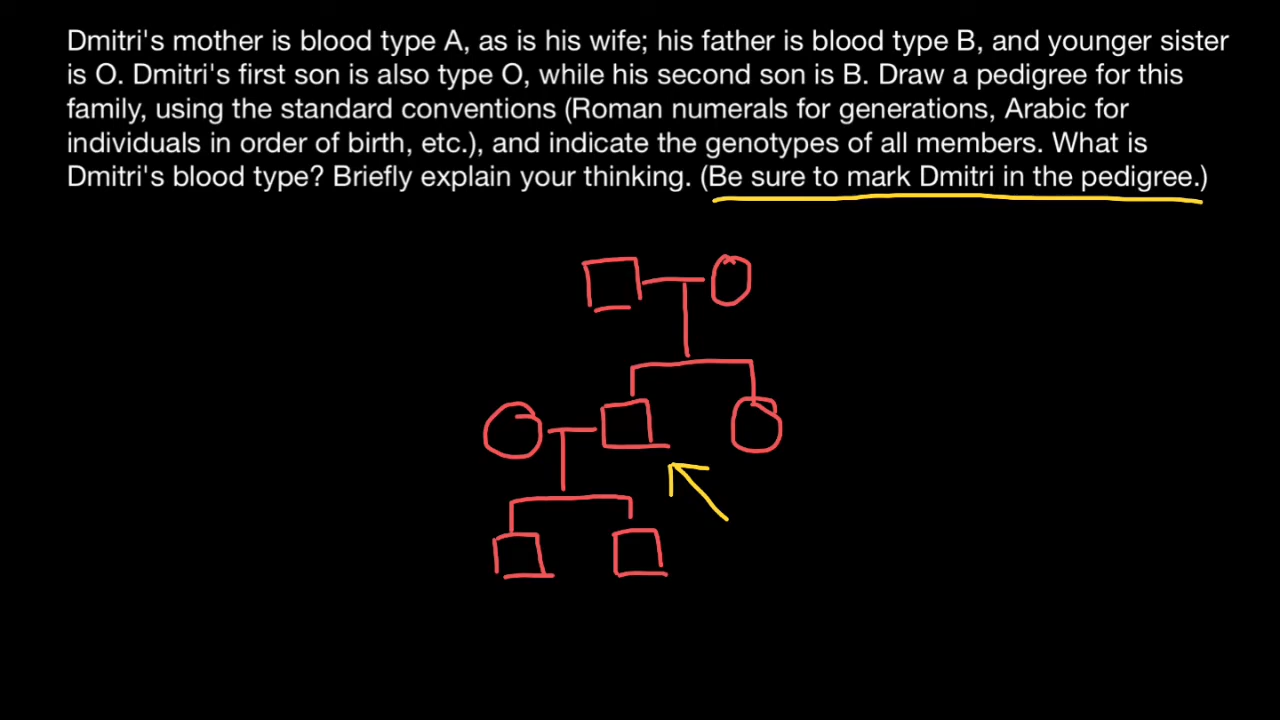 Dmitri's mother is blood type A, as is his wife; his father is blood type B, and younger sister
is O. Dmitri's first son is also type O, while his second son is B. Draw a pedigree for this
family, using the standard conventions (Roman numerals for generations, Arabic for
individuals in order of birth, etc.), and indicate the genotypes of all members. What is
Dmitri's blood type? Briefly explain your thinking. (Be sure to mark Dmitri in the pedigree.)